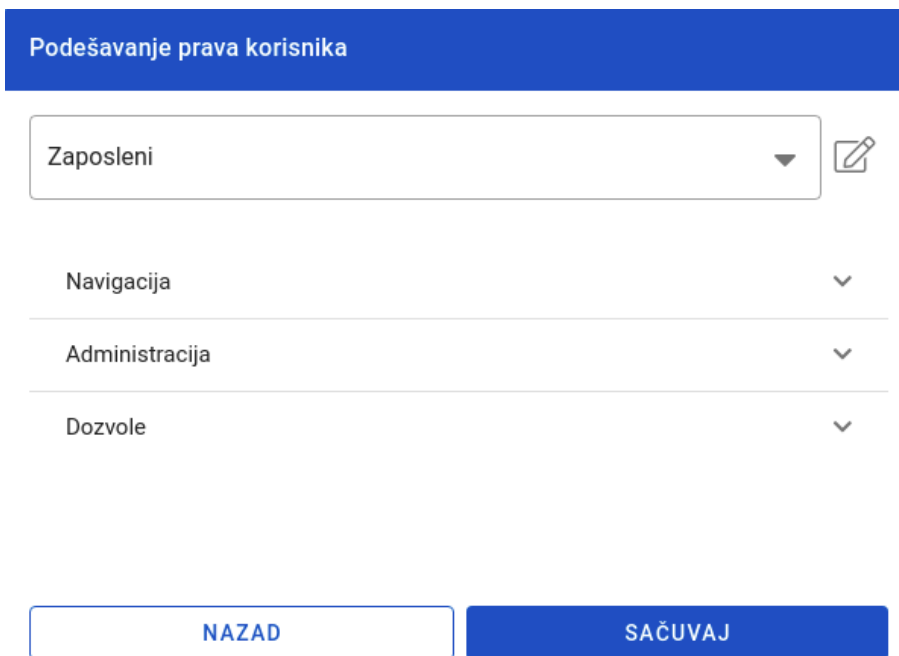 Podešavanje prava korisnika
Zaposleni
Navigacija
Administracija
Dozvole
NAZAD
SAČUVAJ